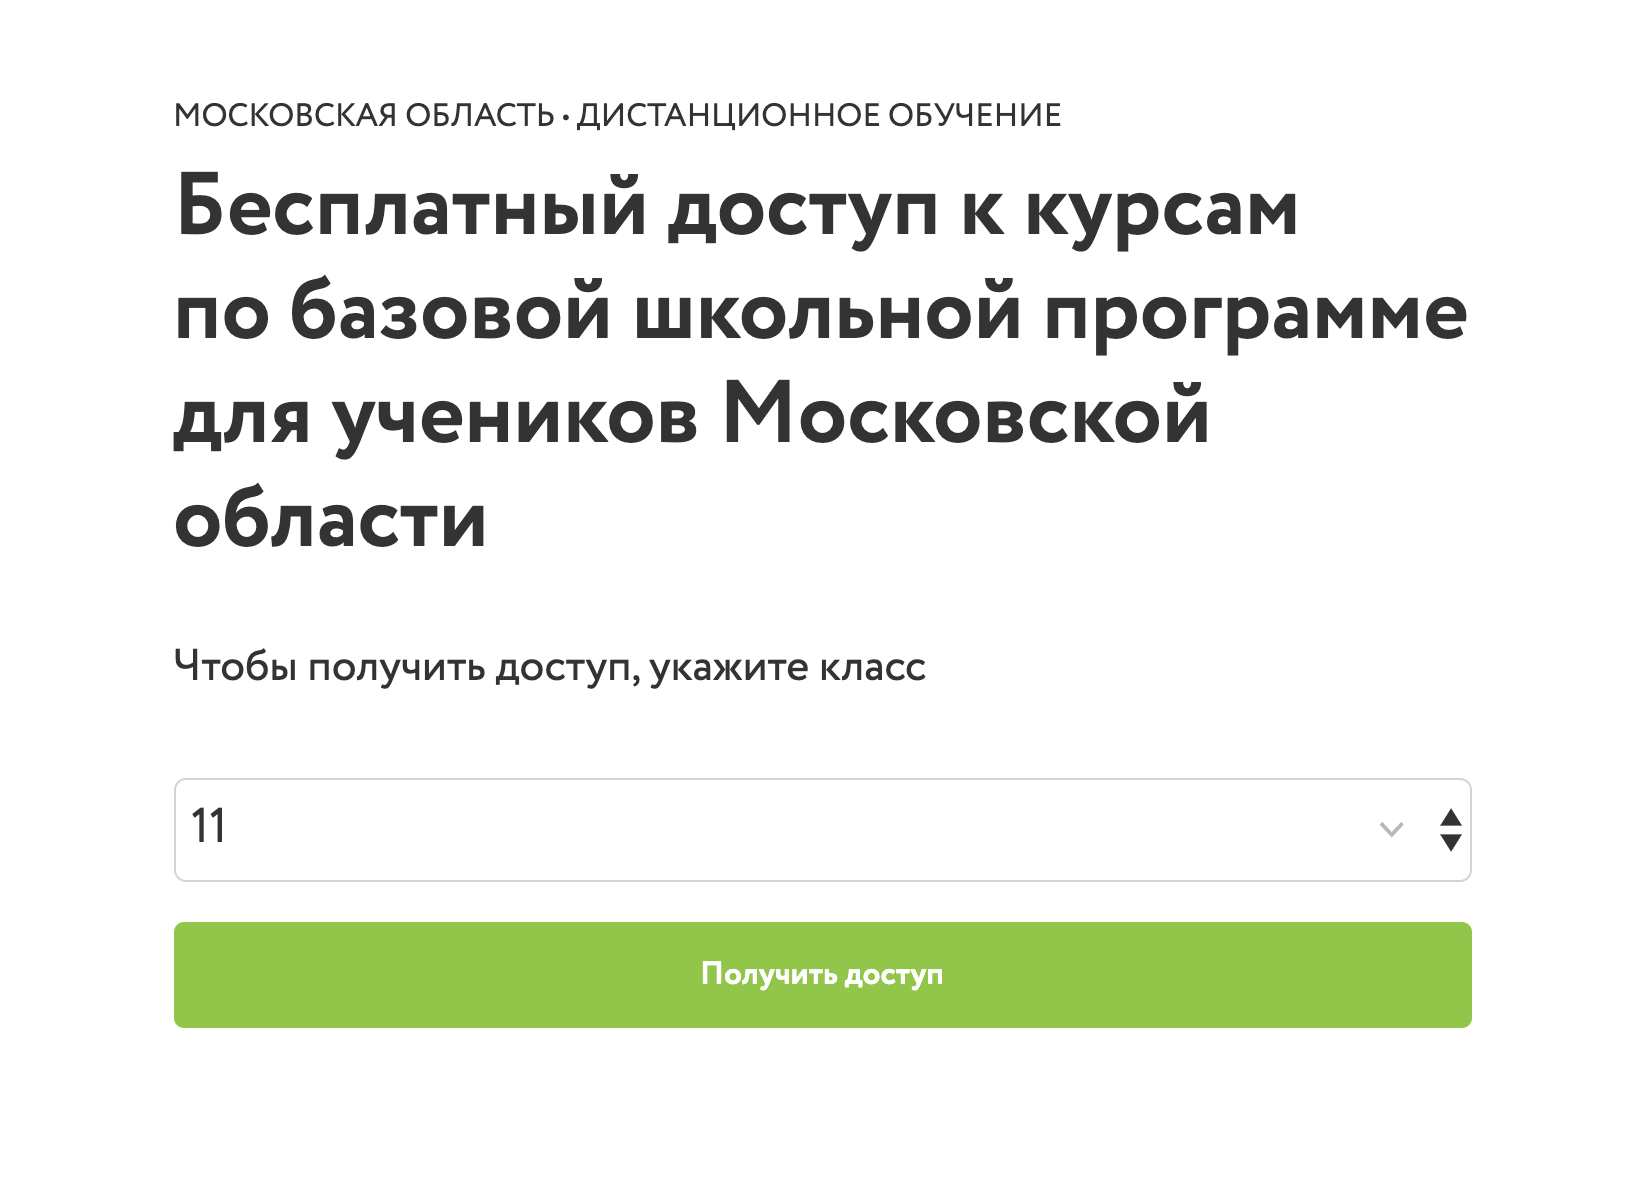 МОСКОВСКАЯ ОБЛАСТЬ • ДИСТАНЦИОННОЕ ОБУЧЕНИЕ
Бесплатный доступ к курсам
по базовой школьной программе
для учеников Московской
области
Чтобы получить доступ, укажите класс
11
Получить доступ